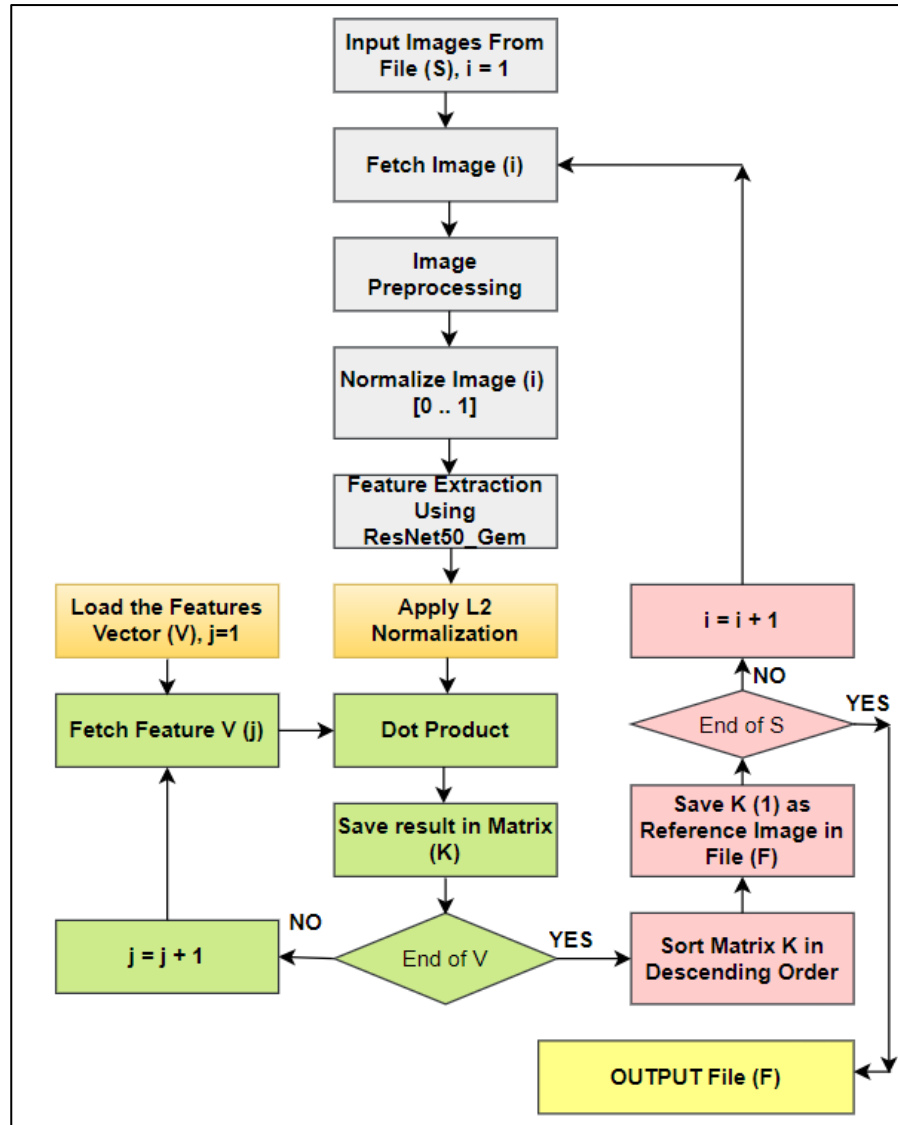 Input Images From
File (S), i = 1
Fetch Image (i)
Image
Preprocessing
Normalize Image (i)
[0 .. 1]
Feature Extraction
Using
ResNet50_Gem
Load the Features
Vector (V), j=1
Apply L2
Normalization
i = i + 1
NO
YES
Fetch Feature V (j)
Dot Product
End of S
Save result in Matrix
(K)
Save K (1) as
Reference Image in
File (F)
NO
YES
j = j + 1
End of V
Sort Matrix K in
Descending Order
OUTPUT File (F)